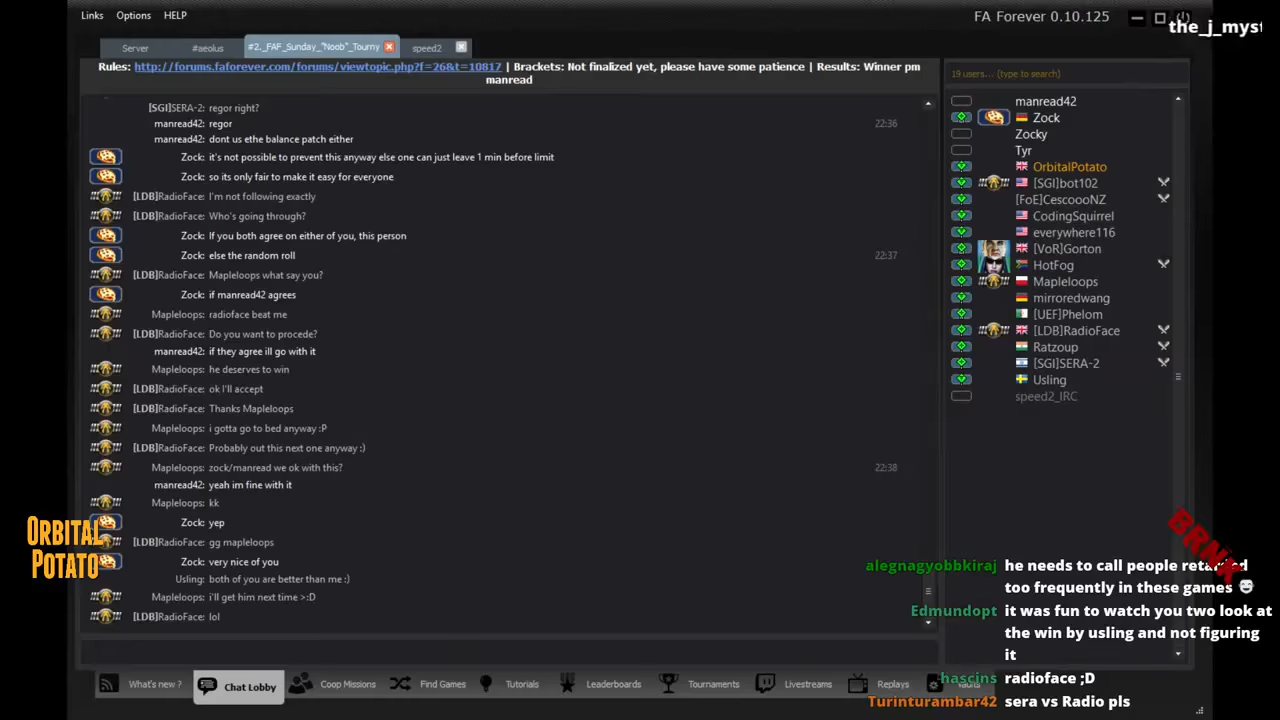 Links Options HELP
FA Forever 0.10.125
the_j_myst
Server #aeolus #2._FAF_Sunday_"Noob"_Tourny speed2
Rules: http://forums.faforever.com/forums/viewtopic.php?f=26&t=10817 | Brackets: Not finalized yet, please have some patience | Results: Winner pm
manread
[SGI]SERA-2: regor right?
manread42: regor 22:36
manread42: dont us ethe balance patch either
Zock: it's not possible to prevent this anyway else one can just leave 1 min before limit
Zock: so its only fair to make it easy for everyone
[LDB]RadioFace: I'm not following exactly
[LDB]RadioFace: Who's going through?
Zock: If you both agree on either of you, this person
Zock: else the random roll 22:37
[LDB]RadioFace: Mapleloops what say you?
Zock: if manread42 agrees
Mapleloops: radioface beat me
[LDB]RadioFace: Do you want to procede?
manread42: if they agree ill go with it
Mapleloops: he deserves to win
[LDB]RadioFace: ok I'll accept
[LDB]RadioFace: Thanks Mapleloops
Mapleloops: i gotta go to bed anyway :P
[LDB]RadioFace: Probably out this next one anyway :)
Mapleloops: zock/manread we ok with this? 22:38
manread42: yeah im fine with it
Mapleloops: kk
Zock: yep
[LDB]RadioFace: gg mapleloops
Zock: very nice of you
Usling: both of you are better than me :)
Mapleloops: i'll get him next time >:D
[LDB]RadioFace: lol
19 users... (type to search)
manread42
Zock
Zocky
Tyr
OrbitalPotato
[SGI]bot102
[FoE]CescoooNZ
CodingSquirrel
everywhere116
[VoR]Gorton
HotFog
Mapleloops
mirroredwang
[UEF]Phelom
[LDB]RadioFace
Ratzoup
[SGI]SERA-2
Usling
speed2_IRC
ORBITAL
POTATO
BRNK
alegnagyobbkiraj he needs to call people retarded
too frequently in these games
Edmundopt it was fun to watch you two look at
the win by usling and not figuring
it
hascins radioface ;D
Turinturambar42 sera vs Radio pls
What's new ? Chat Lobby Coop Missions Find Games Tutorials Leaderboards Tournaments Livestreams Replays Vaults